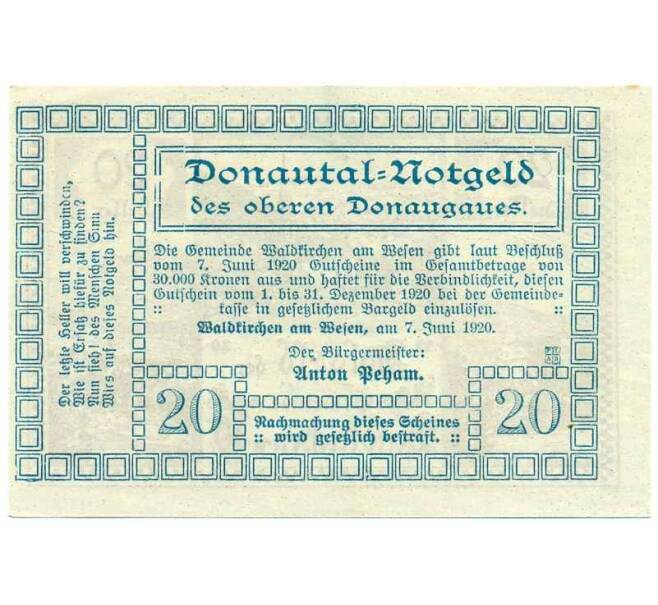 Donautal-Notgeld
des oberen Donaugaues.
Die Gemeinde Waldkirchen am Wesen gibt laut Beschluß
vom 7. Juni 1920 Gutscheine im Gesamtbetrage von
30.000 Kronen aus und haftet für die Verbindlichkeit, diesen
Gutschein vom 1. bis 31. Dezember 1920 bei der Gemeinde-
:: kasse in gesetzlichem Bargeld einzulösen. ::
Waldkirchen am Wesen, am 7. Juni 1920.
Der Bürgermeister:
Anton Peham.
20
Nachmachung dieses Scheines
:: wird gesetzlich bestraft. ::
20
Der letzte Heller will verschwinden,
Wie ist Ersatz hiefür zu finden?
Nun sieh! des Menschen Sinn
Wies auf dieses Notgeld hin.